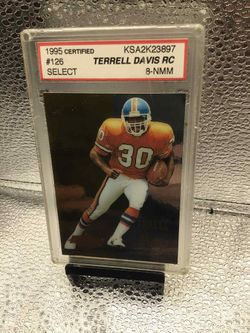 1995 CERTIFIED KSA2K23897
#126 TERRELL DAVIS RC
SELECT 8-NMM
30